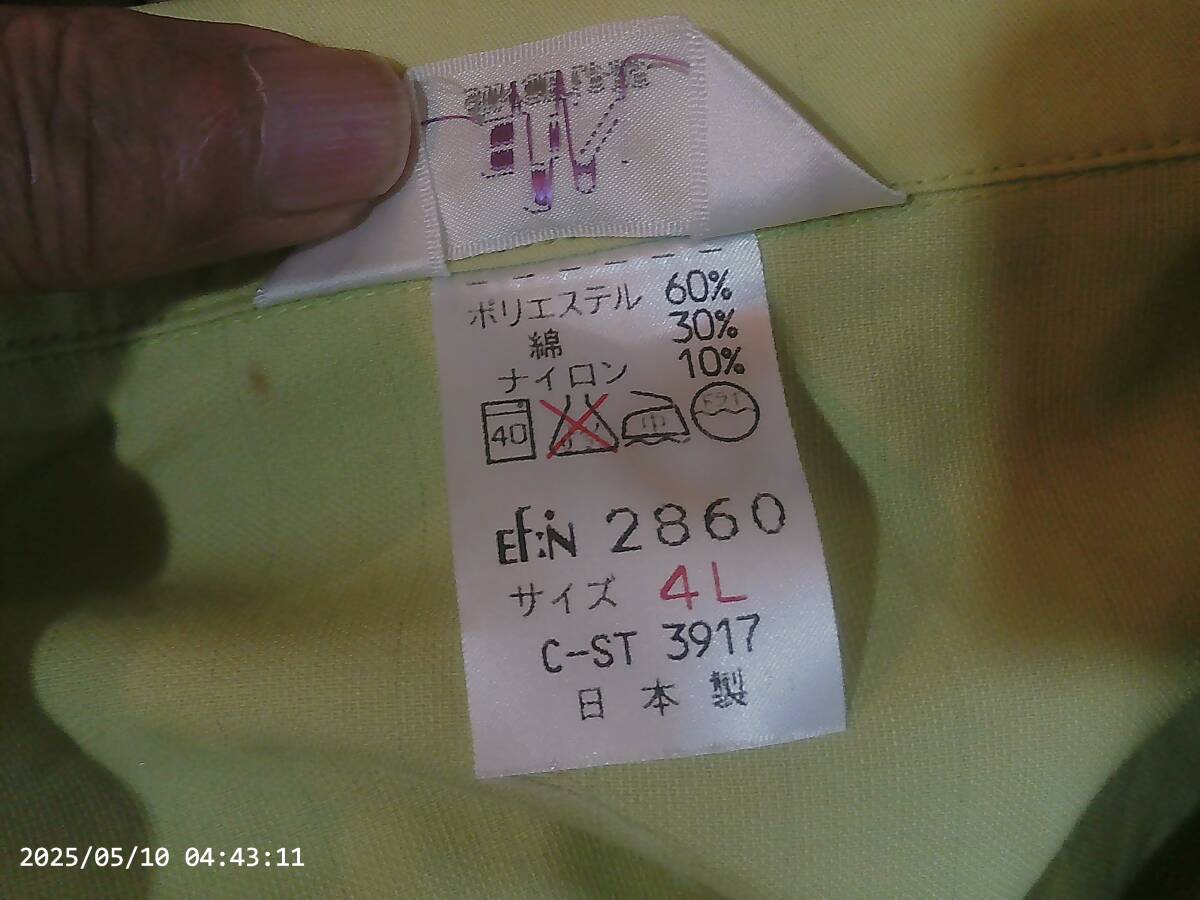 ポリエステル 60%
綿 30%
ナイロン 10%
40 中 ドライ
EF:N 2860
サイズ 4L
C-ST 3917
日本製
2025/05/10 04:43:11